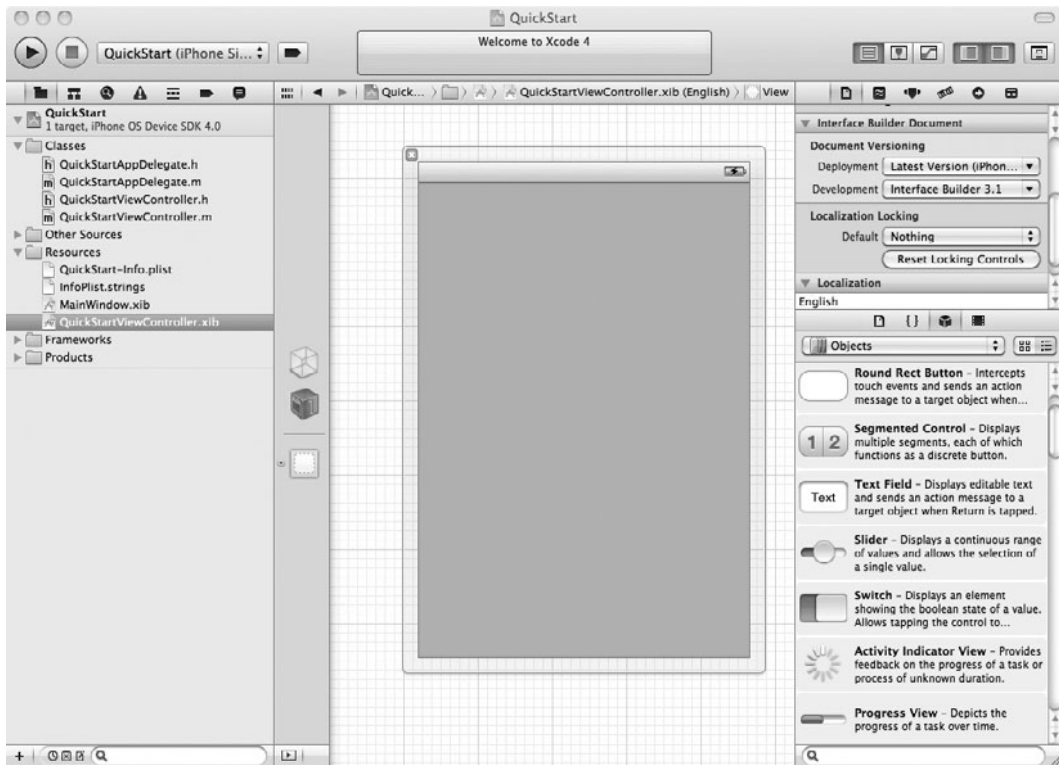 QuickStart
QuickStart (iPhone Si...
Welcome to Xcode 4
Quick...
QuickStartViewController.xib (English)
View
QuickStart
1 target, iPhone OS Device SDK 4.0
Classes
h QuickStartAppDelegate.h
m QuickStartAppDelegate.m
h QuickStartViewController.h
m QuickStartViewController.m
Other Sources
Resources
QuickStart-Info.plist
InfoPlist.strings
MainWindow.xib
QuickStartViewController.xib
Frameworks
Products
Interface Builder Document
Document Versioning
Deployment Latest Version (iPhon...
Development Interface Builder 3.1
Localization Locking
Default Nothing
Reset Locking Controls
Localization
English
{}
Objects
Round Rect Button – Intercepts
touch events and sends an action
message to a target object when...
1 2
Segmented Control – Displays
multiple segments, each of which
functions as a discrete button.
Text
Text Field – Displays editable text
and sends an action message to a
target object when Return is tapped.
Slider – Displays a continuous range
of values and allows the selection of
a single value.
Switch – Displays an element
showing the boolean state of a value.
Allows tapping the control to...
Activity Indicator View – Provides
feedback on the progress of a task or
process of unknown duration.
Progress View – Depicts the
progress of a task over time.